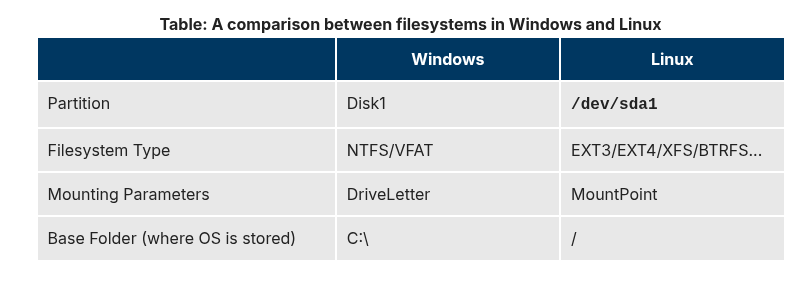 Table: A comparison between filesystems in Windows and Linux
Windows Linux
Partition Disk1 /dev/sda1
Filesystem Type NTFS/VFAT EXT3/EXT4/XFS/BTRFS...
Mounting Parameters DriveLetter MountPoint
Base Folder (where OS is stored) C:\ /